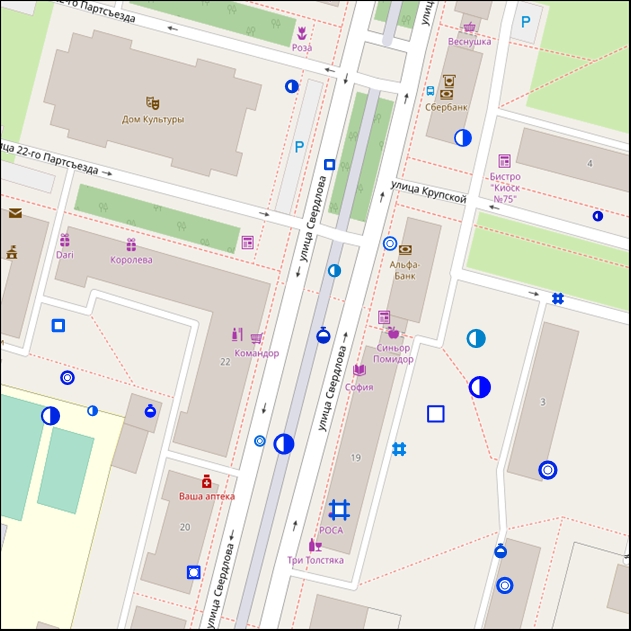 2-го Партсъезда
улица
Роза
P
Веснушка
P
Сбербанк
Дом Культуры
ица 22-го Партсъезда
P
4
Бистро
"Киоск
№75"
улица Крупской
улица Свердлова
Dari
Королева
Альфа-
Банк
Командор
22
Синьор
Помидор
София
улица Свердлова
3
19
Ваша аптека
20
РОСА
Три Толстяка
улица Свердлова